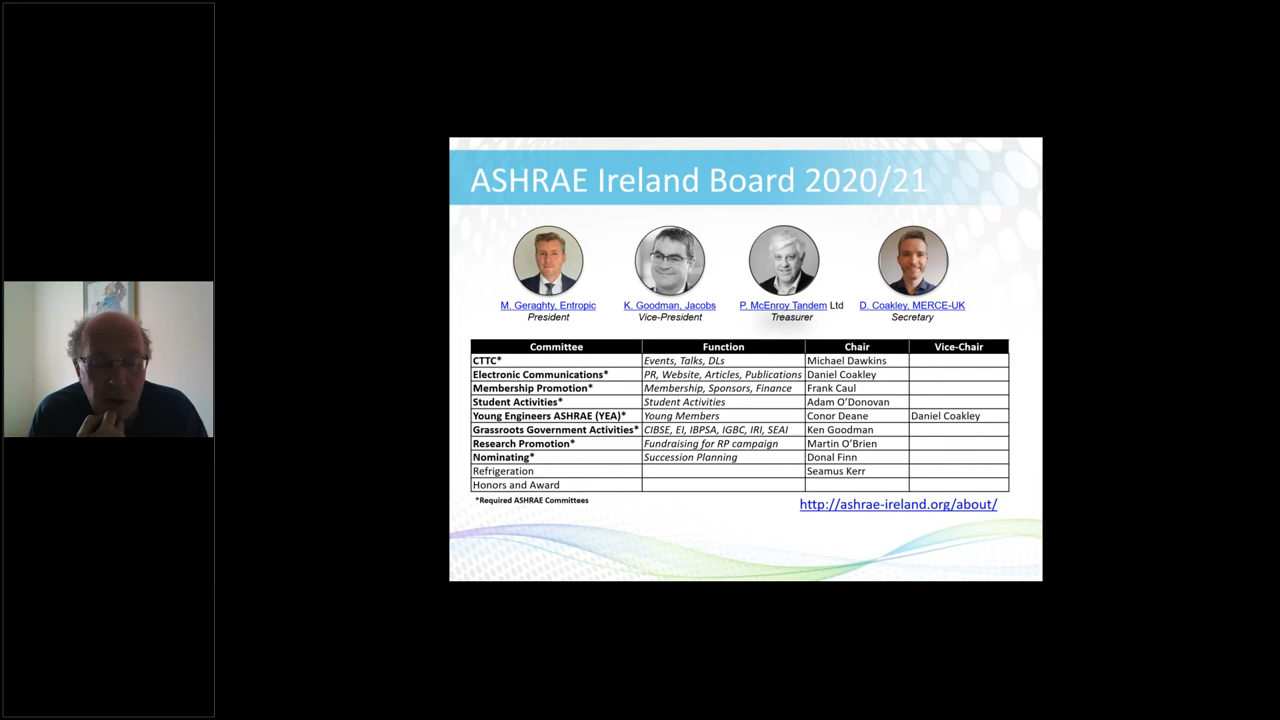 ASHRAE Ireland Board 2020/21
M. Geraghty, Entropic
President
K. Goodman, Jacobs
Vice-President
P. McEnroy Tandem Ltd
Treasurer
D. Coakley, MERCE-UK
Secretary
Committee Function Chair Vice-Chair
CTTC* Events, Talks, DLs Michael Dawkins
Electronic Communications* PR, Website, Articles, Publications Daniel Coakley
Membership Promotion* Membership, Sponsors, Finance Frank Caul
Student Activities* Student Activities Adam O’Donovan
Young Engineers ASHRAE (YEA)* Young Members Conor Deane Daniel Coakley
Grassroots Government Activities* CIBSE, EI, IBPSA, IGBC, IRI, SEAI Ken Goodman
Research Promotion* Fundraising for RP campaign Martin O’Brien
Nominating* Succession Planning Donal Finn
Refrigeration Seamus Kerr
Honors and Award
*Required ASHRAE Committees
http://ashrae-ireland.org/about/